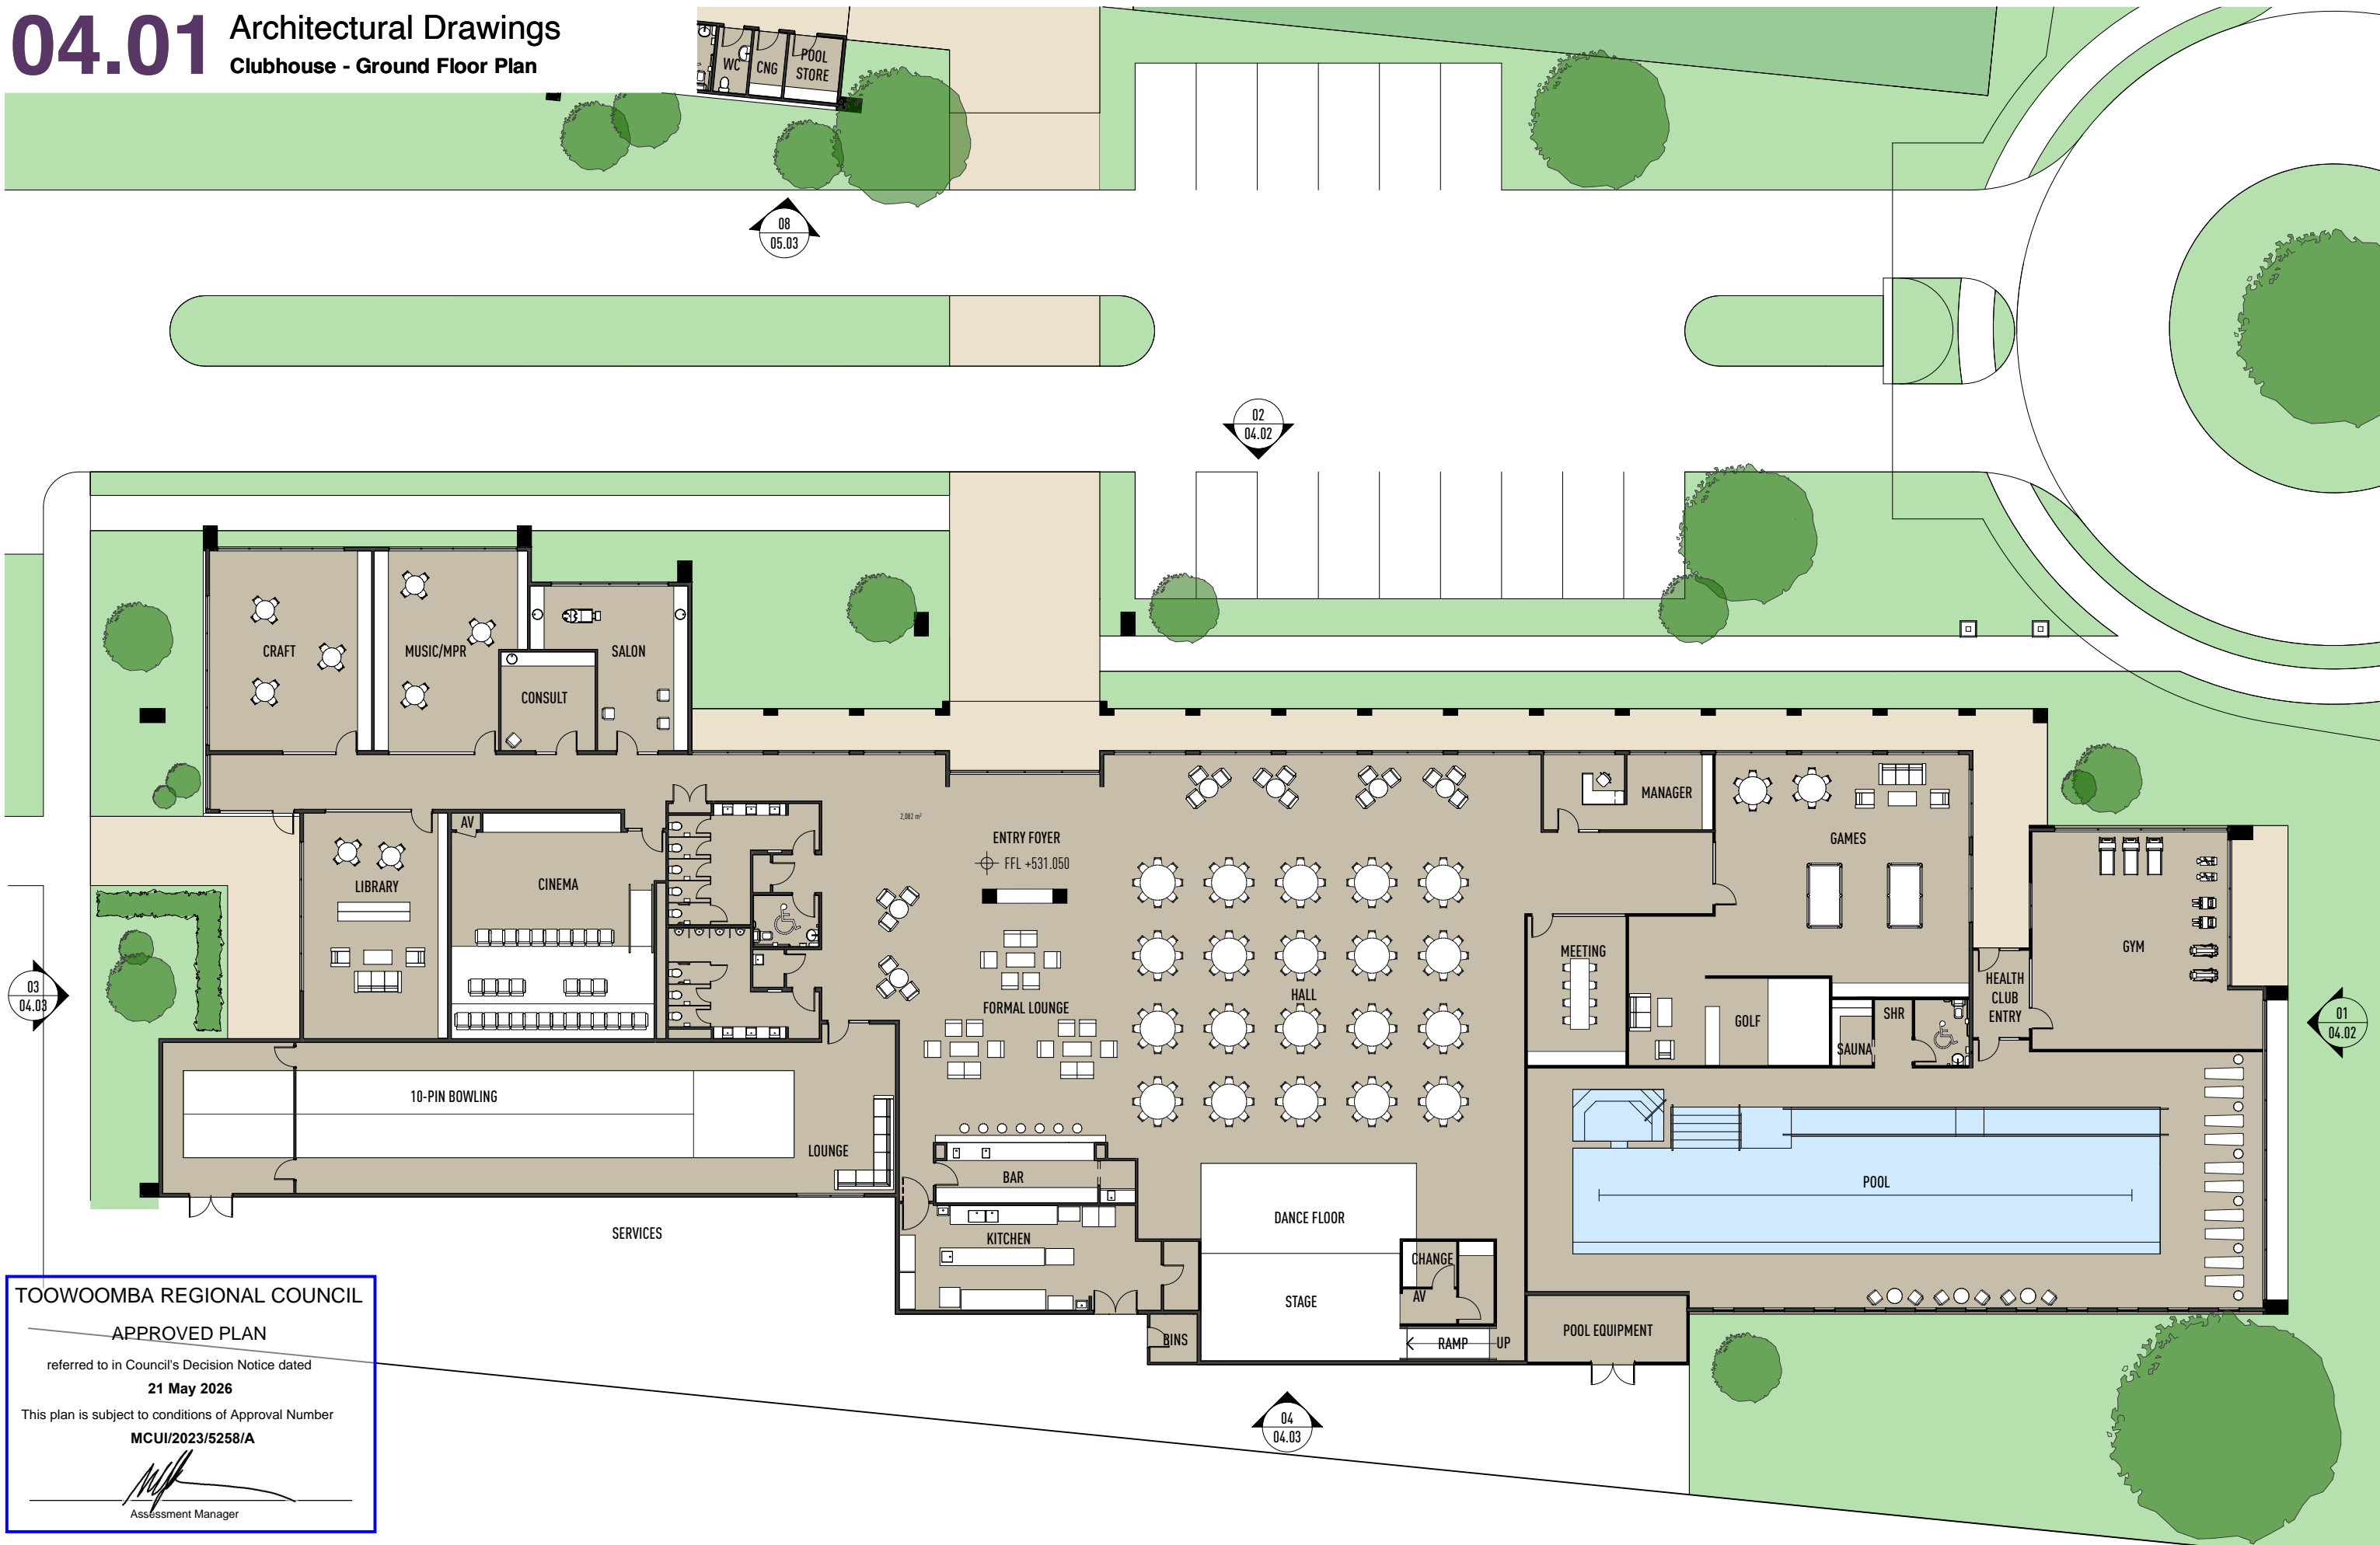 04.01
Architectural Drawings
Clubhouse - Ground Floor Plan
WC
CNG
POOL
STORE
08
05.03
02
04.02
CRAFT
MUSIC/MPR
SALON
CONSULT
MANAGER
AV
2,082 m²
ENTRY FOYER
FFL +531.050
GAMES
LIBRARY
CINEMA
MEETING
GYM
03
04.03
FORMAL LOUNGE
HALL
HEALTH
CLUB
ENTRY
GOLF
SHR
SAUNA
01
04.02
10-PIN BOWLING
LOUNGE
BAR
POOL
SERVICES
KITCHEN
DANCE FLOOR
CHANGE
AV
STAGE
BINS
RAMP
UP
POOL EQUIPMENT
04
04.03
TOOWOOMBA REGIONAL COUNCIL
APPROVED PLAN
referred to in Council's Decision Notice dated
21 May 2026
This plan is subject to conditions of Approval Number
MCUI/2023/5258/A
Assessment Manager